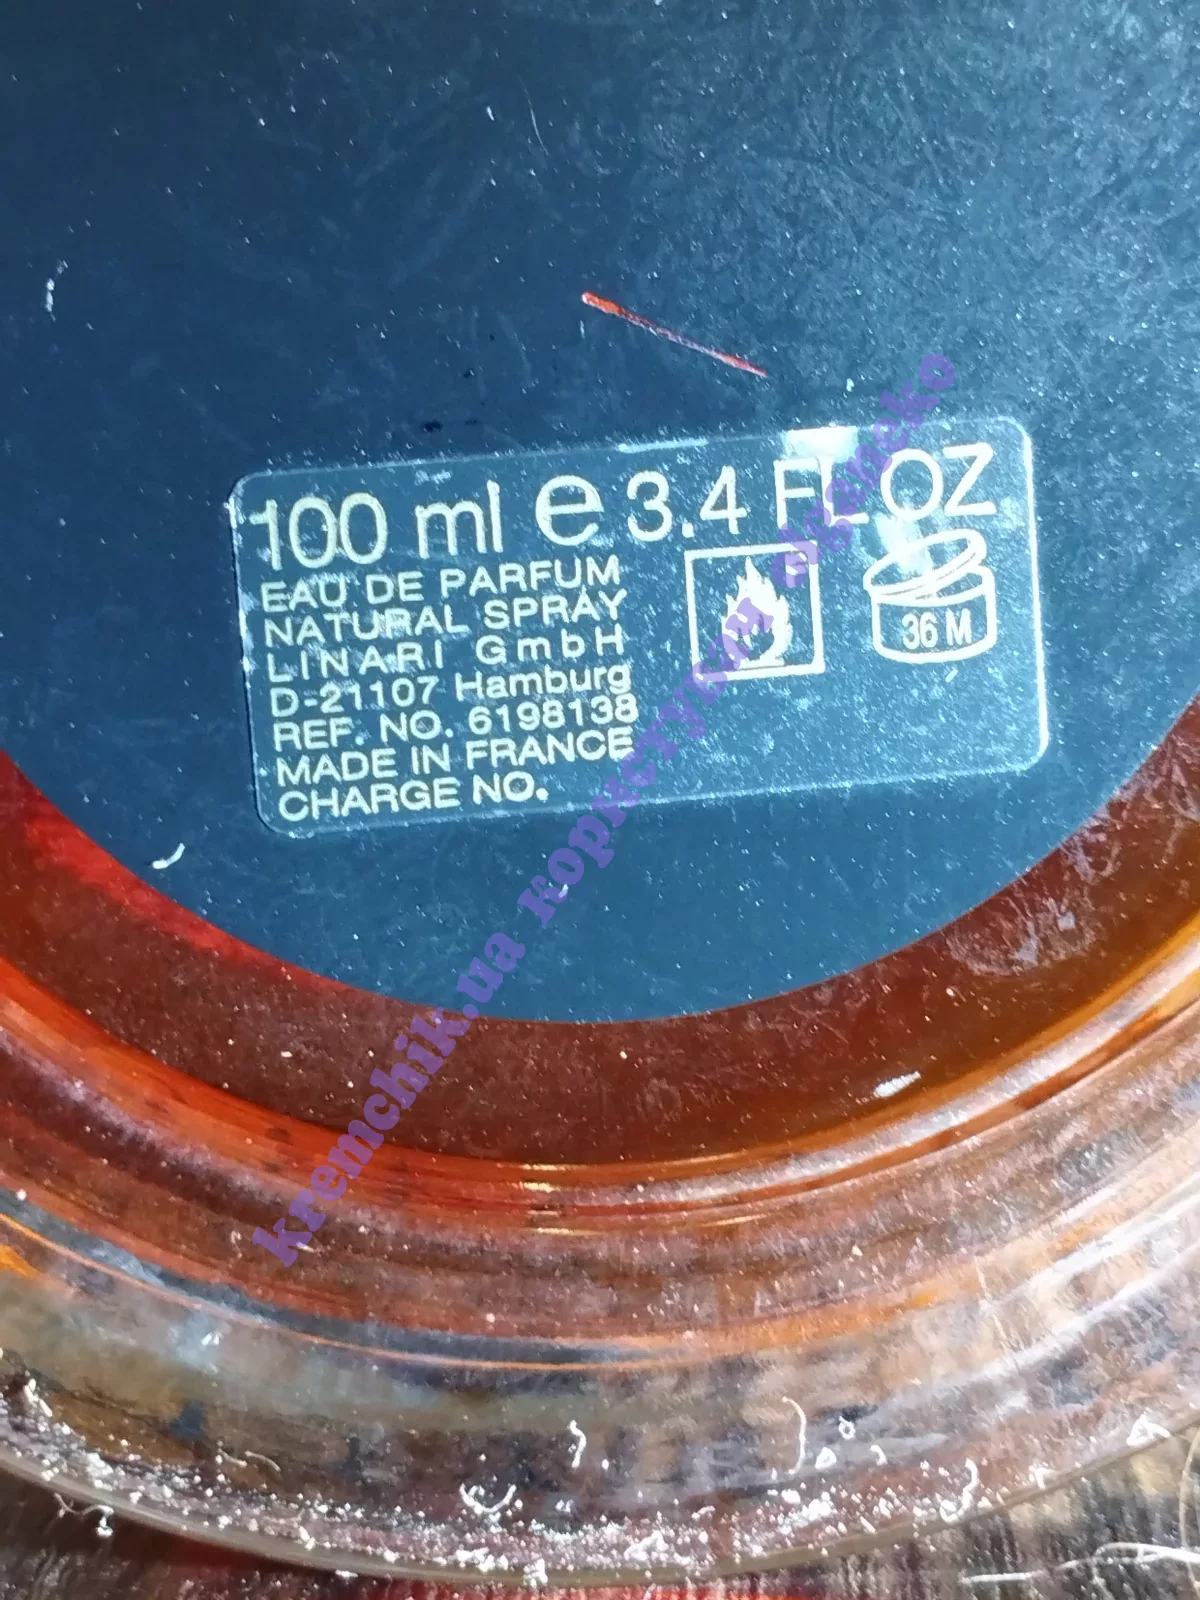 100 ml e 3.4 FL OZ
EAU DE PARFUM
NATURAL SPRAY
LINARI GmbH
D-21107 Hamburg
REF. NO. 6198138
MADE IN FRANCE
CHARGE NO.
36 M
kremchik.ua користувач olganeko